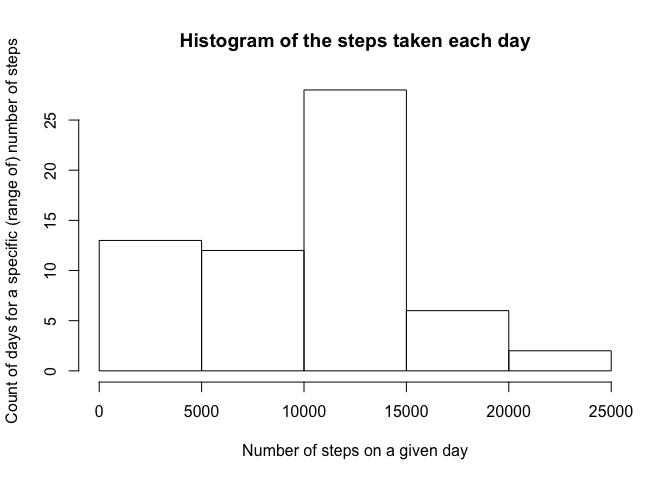 Histogram of the steps taken each day
Count of days for a specific (range of) number of steps
25
20
15
10
5
0
0 5000 10000 15000 20000 25000
Number of steps on a given day